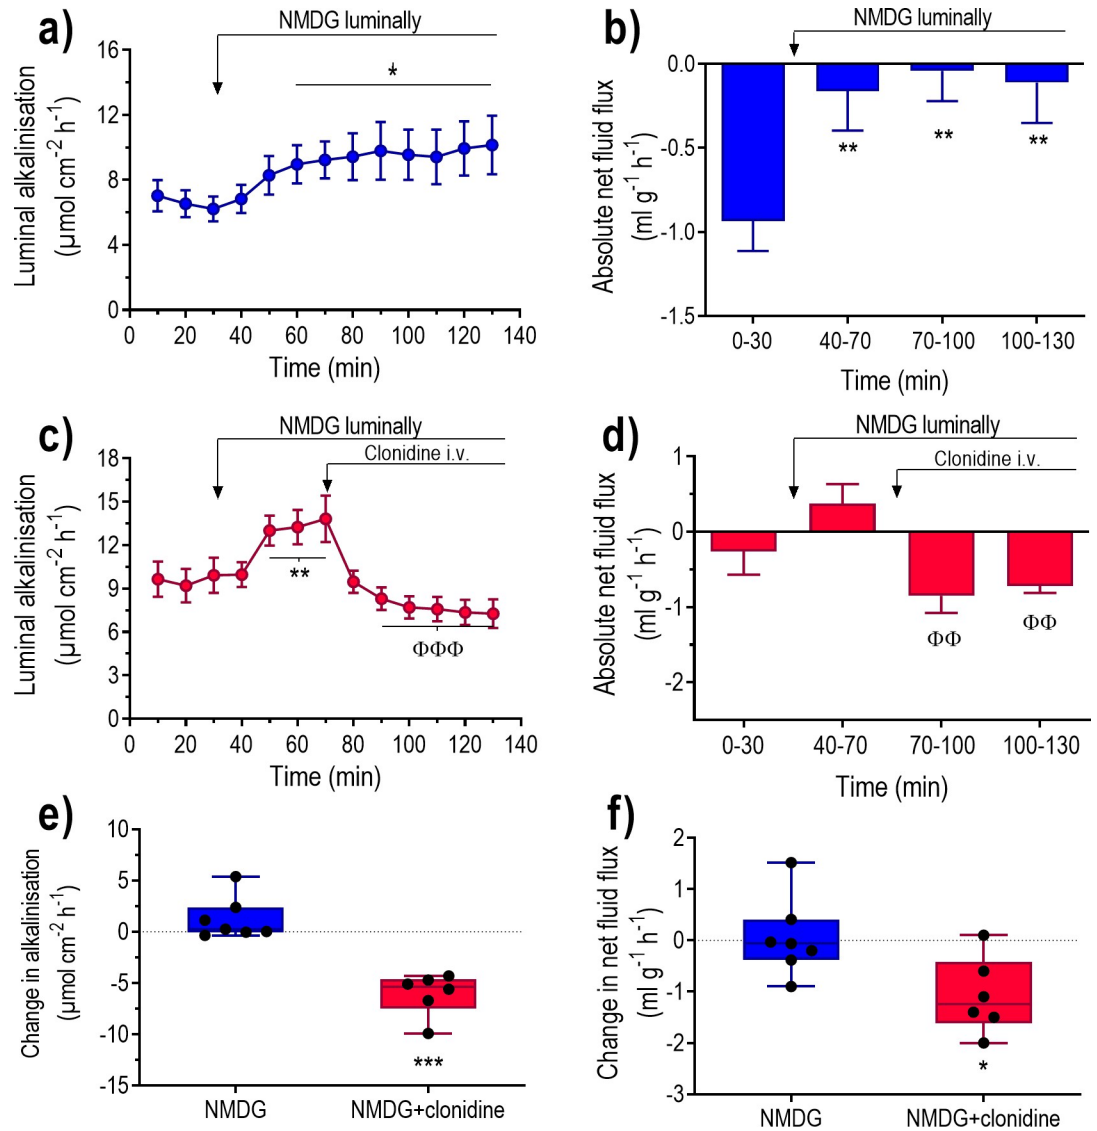 a)
NMDG luminally
*
Luminal alkalinisation
(µmol cm⁻² h⁻¹)
16
12
8
4
0
0 20 40 60 80 100 120 140
Time (min)
b)
NMDG luminally
Absolute net fluid flux
(ml g⁻¹ h⁻¹)
0.0
-0.5
-1.0
-1.5
** ** **
0-30 40-70 70-100 100-130
Time (min)
c)
NMDG luminally
Clonidine i.v.
Luminal alkalinisation
(µmol cm⁻² h⁻¹)
18
15
12
9
6
3
0
**
ΦΦΦ
0 20 40 60 80 100 120 140
Time (min)
d)
NMDG luminally
Clonidine i.v.
Absolute net fluid flux
(ml g⁻¹ h⁻¹)
1
0
-1
-2
ΦΦ ΦΦ
0-30 40-70 70-100 100-130
Time (min)
e)
Change in alkalinisation
(µmol cm⁻² h⁻¹)
10
5
0
-5
-10
-15
***
NMDG NMDG+clonidine
f)
Change in net fluid flux
(ml g⁻¹ h⁻¹)
2
1
0
-1
-2
-3
*
NMDG NMDG+clonidine